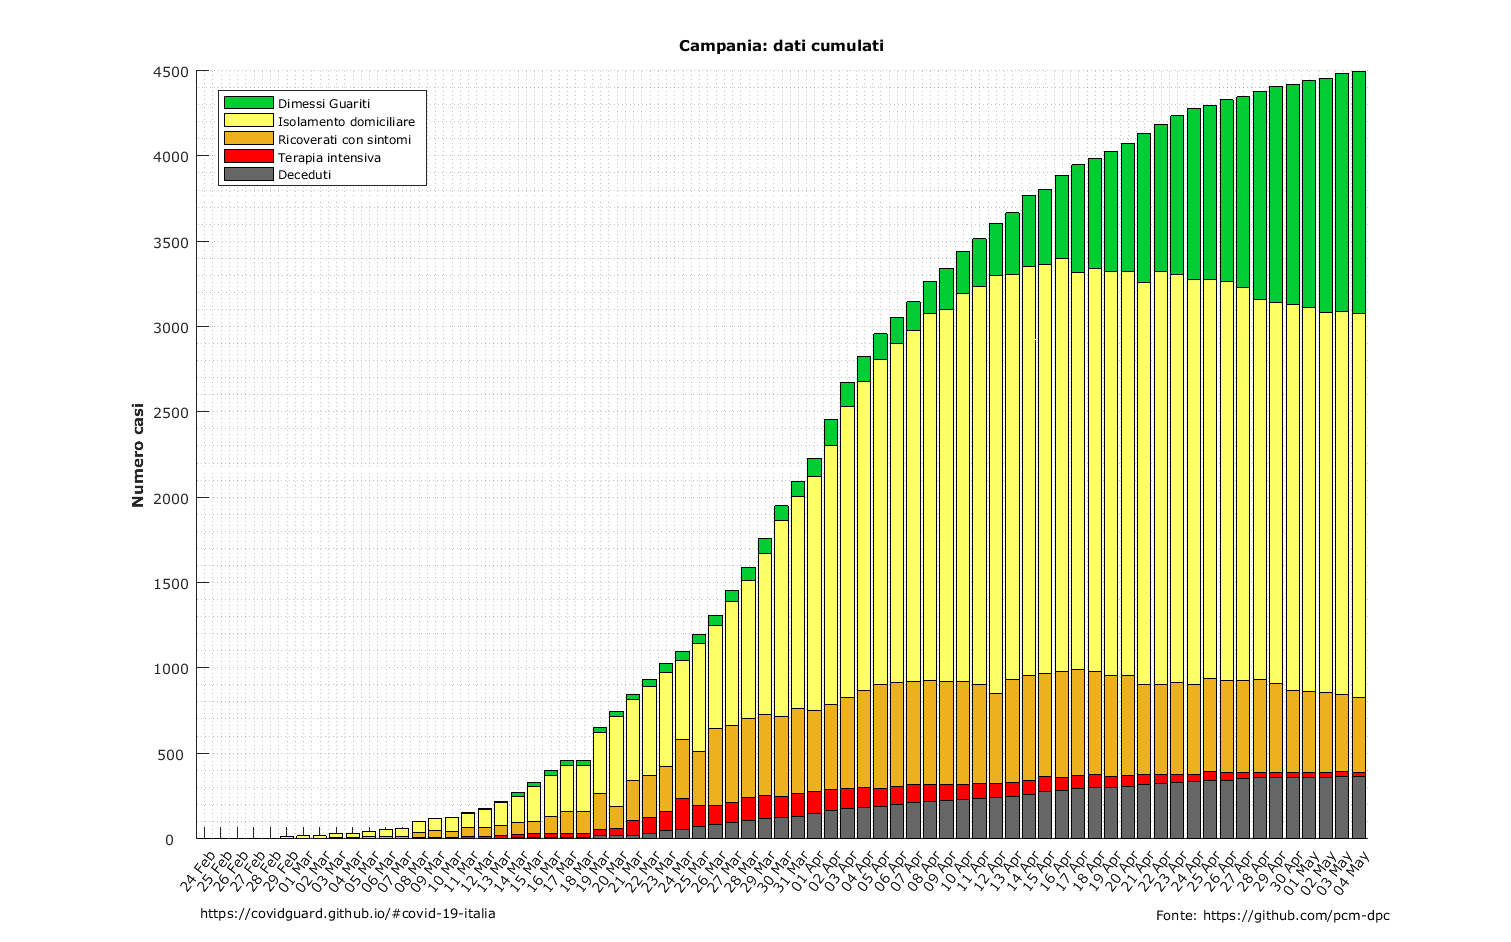 Campania: dati cumulati
4500
4000
3500
3000
2500
2000
1500
1000
500
0
Numero casi
Dimessi Guariti
Isolamento domiciliare
Ricoverati con sintomi
Terapia intensiva
Deceduti
24 Feb
25 Feb
26 Feb
27 Feb
28 Feb
29 Feb
01 Mar
02 Mar
03 Mar
04 Mar
05 Mar
06 Mar
07 Mar
08 Mar
09 Mar
10 Mar
11 Mar
12 Mar
13 Mar
14 Mar
15 Mar
16 Mar
17 Mar
18 Mar
19 Mar
20 Mar
21 Mar
22 Mar
23 Mar
24 Mar
25 Mar
26 Mar
27 Mar
28 Mar
29 Mar
30 Mar
31 Mar
01 Apr
02 Apr
03 Apr
04 Apr
05 Apr
06 Apr
07 Apr
08 Apr
09 Apr
10 Apr
11 Apr
12 Apr
13 Apr
14 Apr
15 Apr
16 Apr
17 Apr
18 Apr
19 Apr
20 Apr
21 Apr
22 Apr
23 Apr
24 Apr
25 Apr
26 Apr
27 Apr
28 Apr
29 Apr
30 Apr
01 May
02 May
03 May
04 May
https://covidguard.github.io/#covid-19-italia
Fonte: https://github.com/pcm-dpc